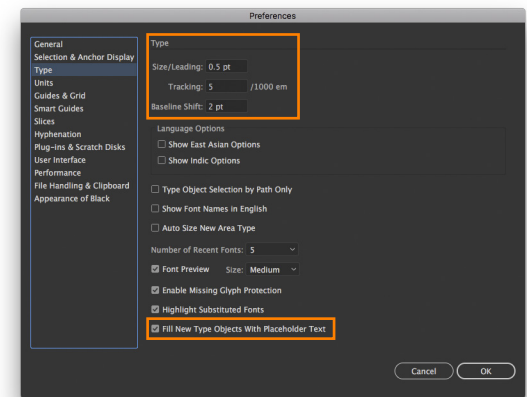 Preferences
General
Selection & Anchor Display
Type
Units
Guides & Grid
Smart Guides
Slices
Hyphenation
Plug-ins & Scratch Disks
User Interface
Performance
File Handling & Clipboard
Appearance of Black
Type
Size/Leading: 0.5 pt
Tracking: 5 /1000 em
Baseline Shift: 2 pt
Language Options
Show East Asian Options
Show Indic Options
Type Object Selection by Path Only
Show Font Names in English
Auto Size New Area Type
Number of Recent Fonts: 5
Font Preview Size: Medium
Enable Missing Glyph Protection
Highlight Substituted Fonts
Fill New Type Objects With Placeholder Text
Cancel OK